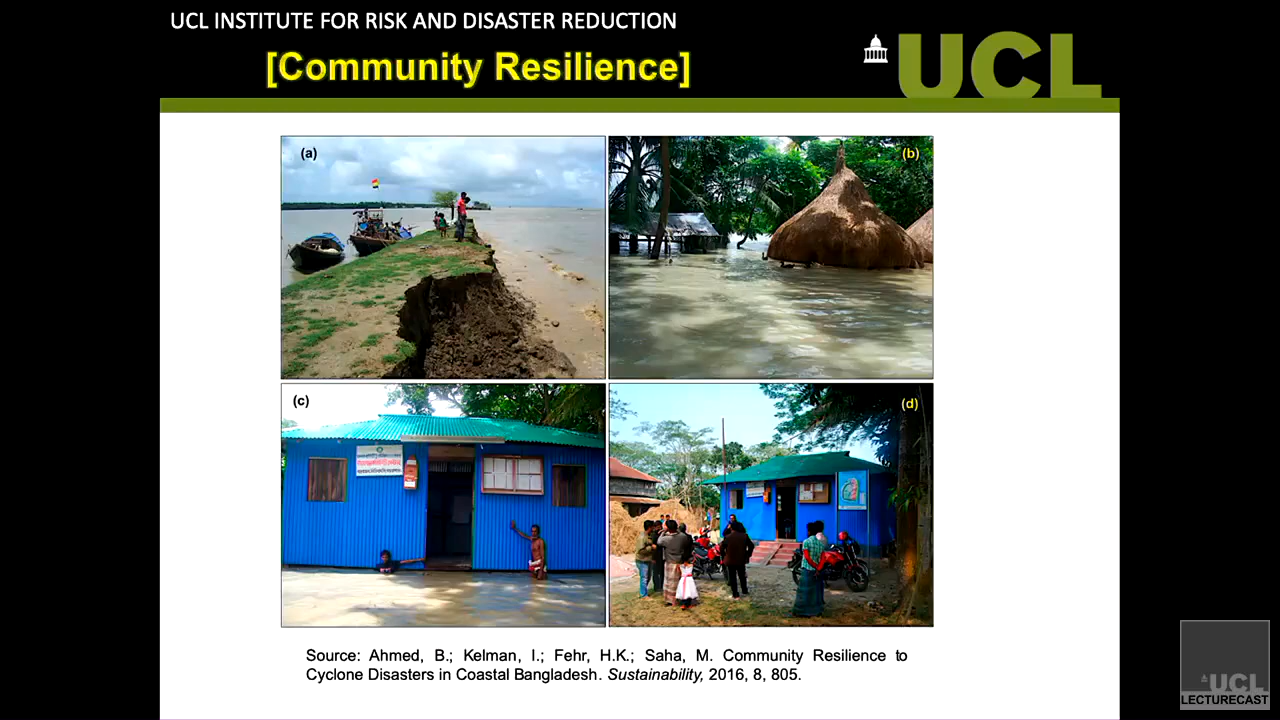 UCL INSTITUTE FOR RISK AND DISASTER REDUCTION
[Community Resilience]
UCL
(a)
(b)
(c)
(d)
Source: Ahmed, B.; Kelman, I.; Fehr, H.K.; Saha, M. Community Resilience to
Cyclone Disasters in Coastal Bangladesh. Sustainability, 2016, 8, 805.
UCL
LECTURECAST